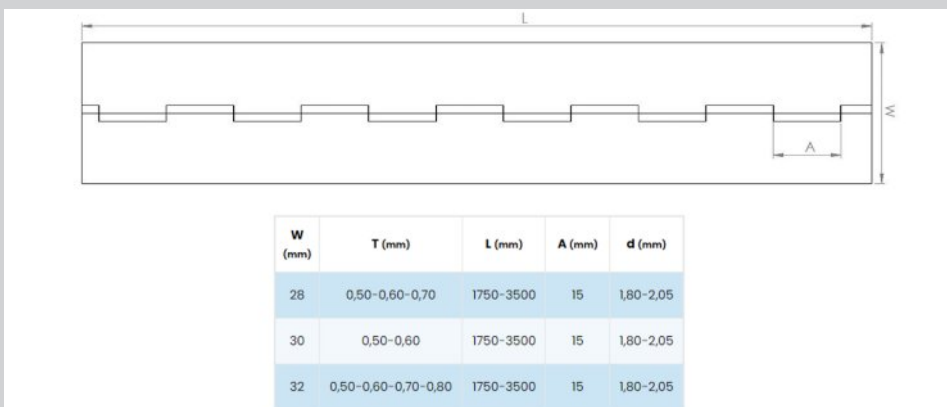 L
W
A
W (mm) T (mm) L (mm) A (mm) d (mm)
28 0,50-0,60-0,70 1750-3500 15 1,80-2,05
30 0,50-0,60 1750-3500 15 1,80-2,05
32 0,50-0,60-0,70-0,80 1750-3500 15 1,80-2,05